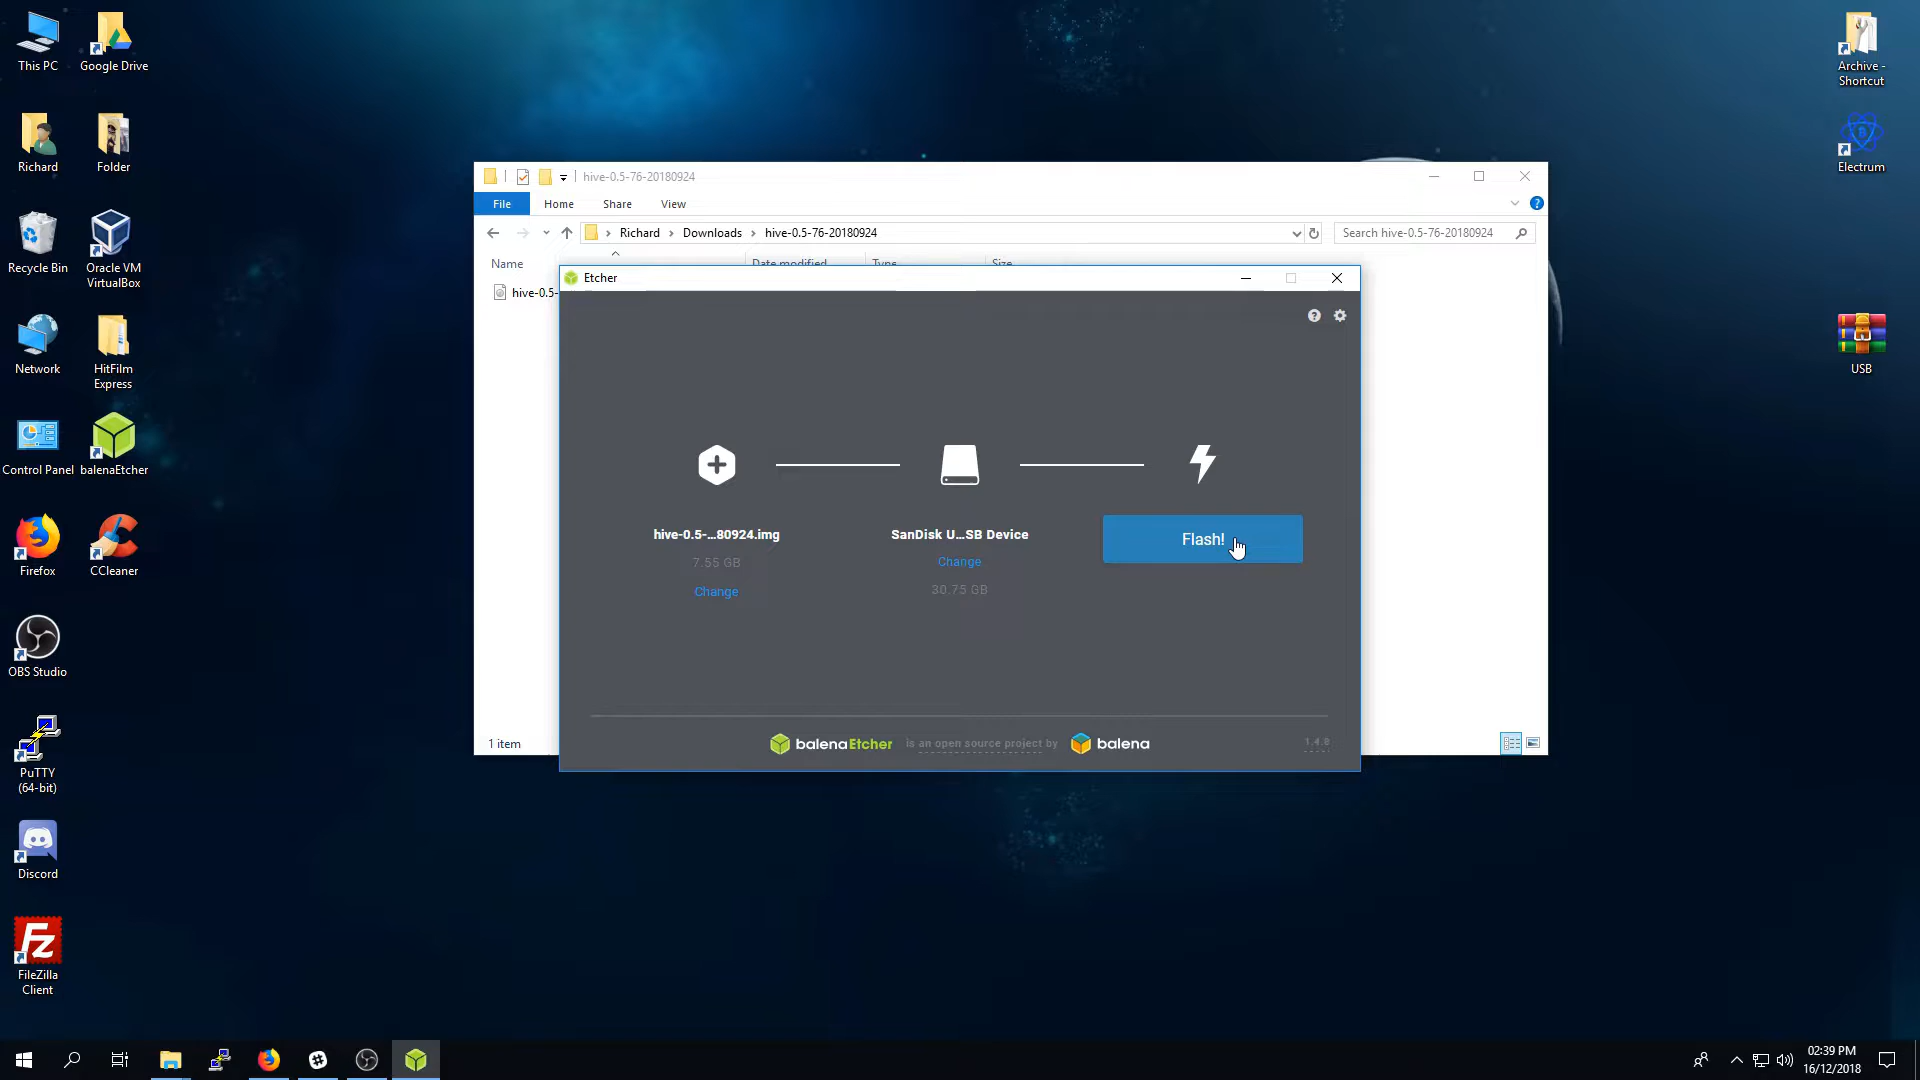 This PC
Google Drive
Richard
Folder
Recycle Bin
Oracle VM
VirtualBox
Network
HitFilm
Express
Control Panel
balenaEtcher
Firefox
CCleaner
OBS Studio
PuTTY
(64-bit)
Discord
FileZilla
Client
Archive -
Shortcut
Electrum
USB
hive-0.5-76-20180924
File
Home
Share
View
Richard
Downloads
hive-0.5-76-20180924
Search hive-0.5-76-20180924
Name
Date modified
Type
Size
hive-0.5-
1 item
Etcher
hive-0.5-...80924.img
7.55 GB
Change
SanDisk U...SB Device
Change
30.75 GB
Flash!
balenaEtcher is an open source project by balena
1.4.8
02:39 PM
16/12/2018